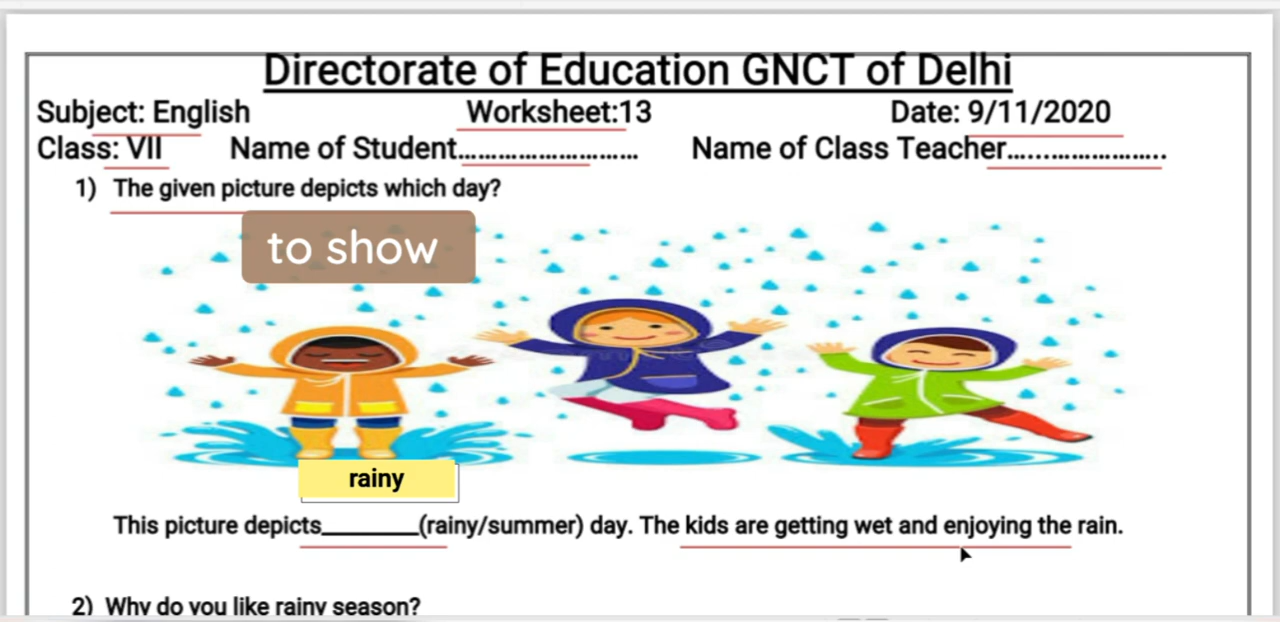 Directorate of Education GNCT of Delhi
Subject: English Worksheet:13 Date: 9/11/2020
Class: VII Name of Student........................... Name of Class Teacher........................
1) The given picture depicts which day?
to show
rainy
This picture depicts________(rainy/summer) day. The kids are getting wet and enjoying the rain.
2) Why do you like rainy season?